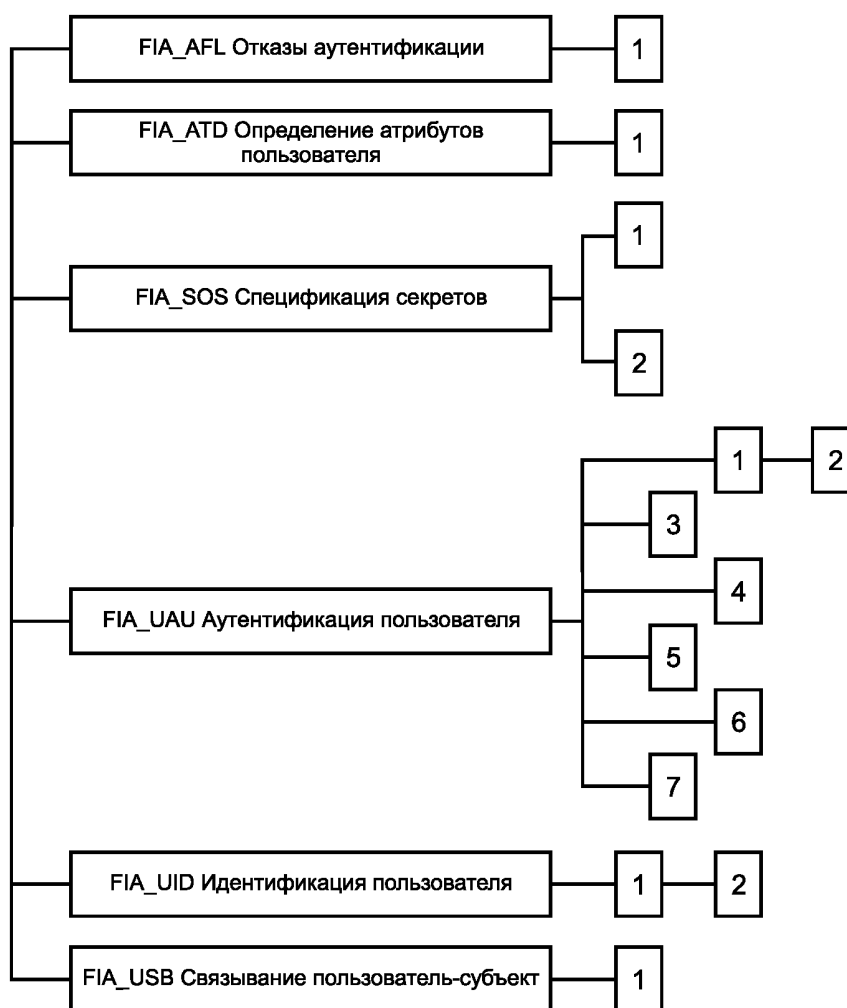 FIA_AFL Отказы аутентификации
1
FIA_ATD Определение атрибутов
пользователя
1
FIA_SOS Спецификация секретов
1
2
FIA_UAU Аутентификация пользователя
1
2
3
4
5
6
7
FIA_UID Идентификация пользователя
1
2
FIA_USB Связывание пользователь-субъект
1